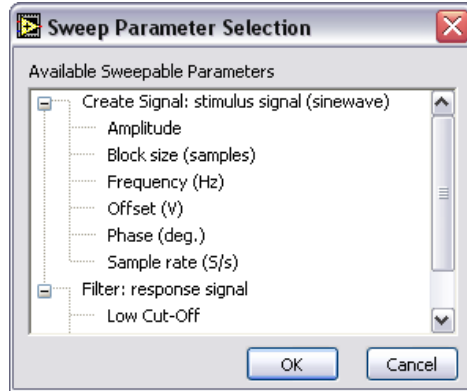 Sweep Parameter Selection
Available Sweepable Parameters
Create Signal: stimulus signal (sinewave)
Amplitude
Block size (samples)
Frequency (Hz)
Offset (V)
Phase (deg.)
Sample rate (S/s)
Filter: response signal
Low Cut-Off
OK
Cancel